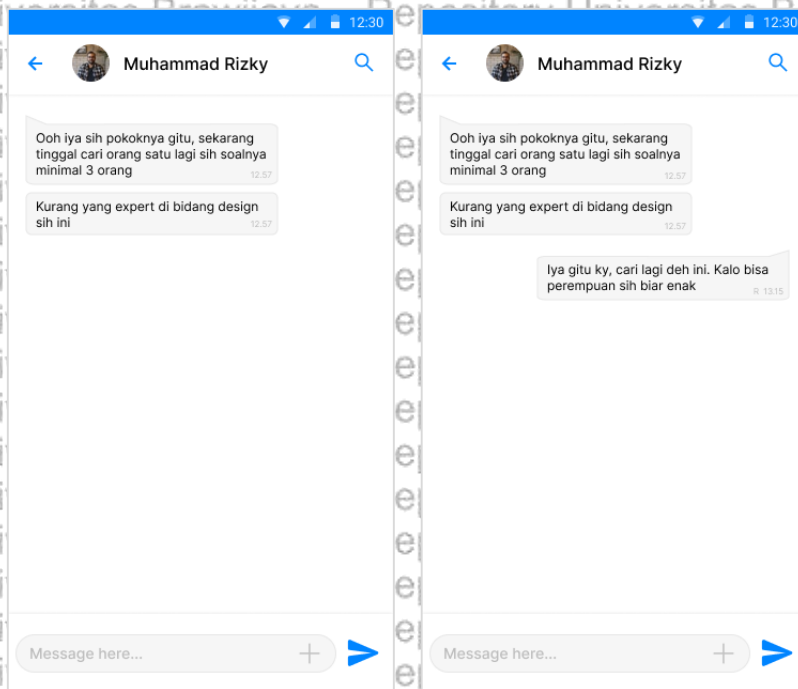 12:30
Muhammad Rizky
Ooh iya sih pokoknya gitu, sekarang
tinggal cari orang satu lagi sih soalnya
minimal 3 orang
12.57
Kurang yang expert di bidang design
sih ini
12.57
Message here...
12:30
Muhammad Rizky
Ooh iya sih pokoknya gitu, sekarang
tinggal cari orang satu lagi sih soalnya
minimal 3 orang
12.57
Kurang yang expert di bidang design
sih ini
12.57
Iya gitu ky, cari lagi deh ini. Kalo bisa
perempuan sih biar enak
R 13.15
Message here...